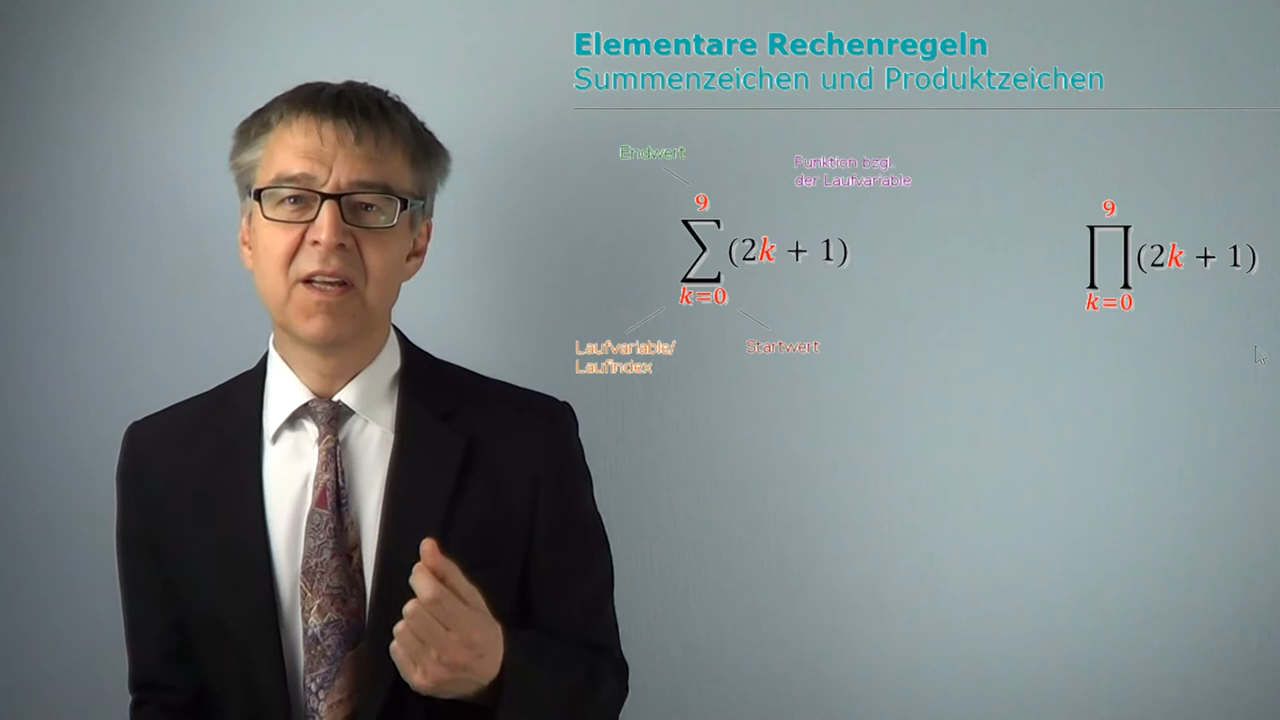 Elementare Rechenregeln
Summenzeichen und Produktzeichen
Endwert
Funktion bzgl.
der Laufvariable
9
∑(2k + 1)
k=0
9
∏(2k + 1)
k=0
Laufvariable/
Laufindex
Startwert